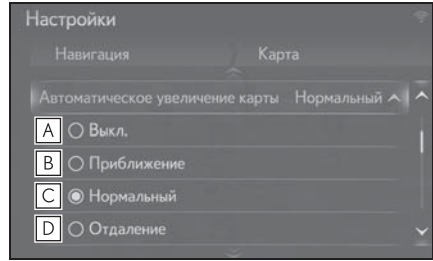 Настройки
Навигация Карта
Автоматическое увеличение карты Нормальный
A Выкл.
B Приближение
C Нормальный
D Отдаление